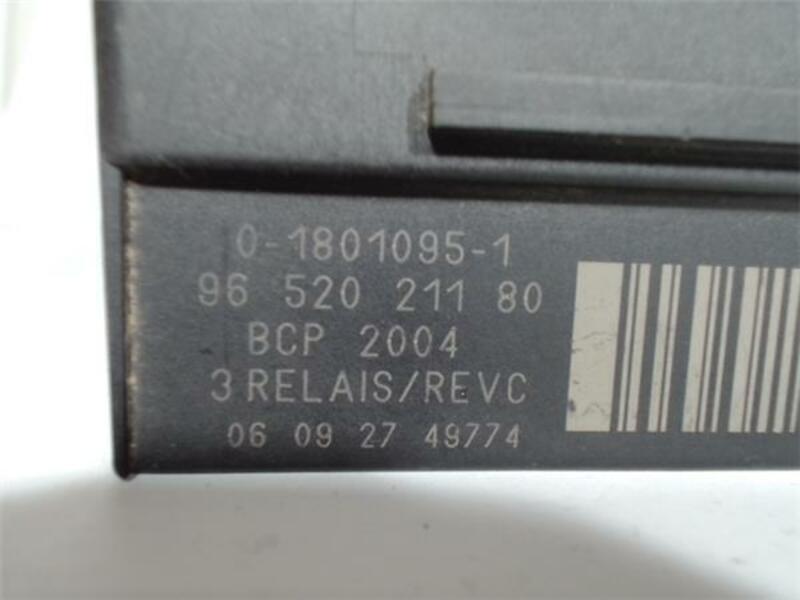 0-1801095-1
96 520 211 80
BCP 2004
3 RELAIS/REVC
06 09 27 49774